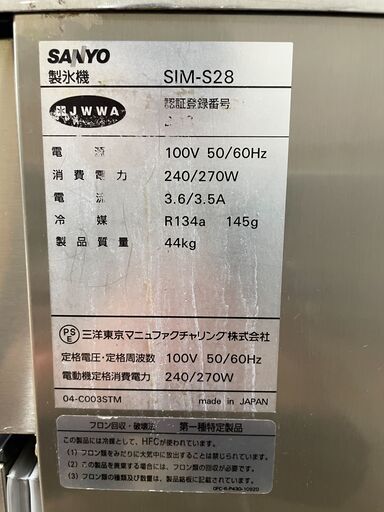 SANYO
製氷機 SIM-S28
JWWA 認証登録番号
電 源 100V 50/60Hz
消費電力 240/270W
電 流 3.6/3.5A
冷 媒 R134a 145g
製品質量 44kg
PS E 三洋東京マニュファクチャリング株式会社
定格電圧・定格周波数 100V 50/60Hz
電動機定格消費電力 240/270W
04-C003STM made in JAPAN
フロン回収・破壊法 第一種特定製品
この製品には冷媒として、HFCが使われています。
(1) フロンをみだりに大気中に放出することは禁じられています。
(2) この製品を廃棄する場合には、フロン類の回収が必要です。
(3) フロンの種類及び数量は、製品銘板に記載されています。